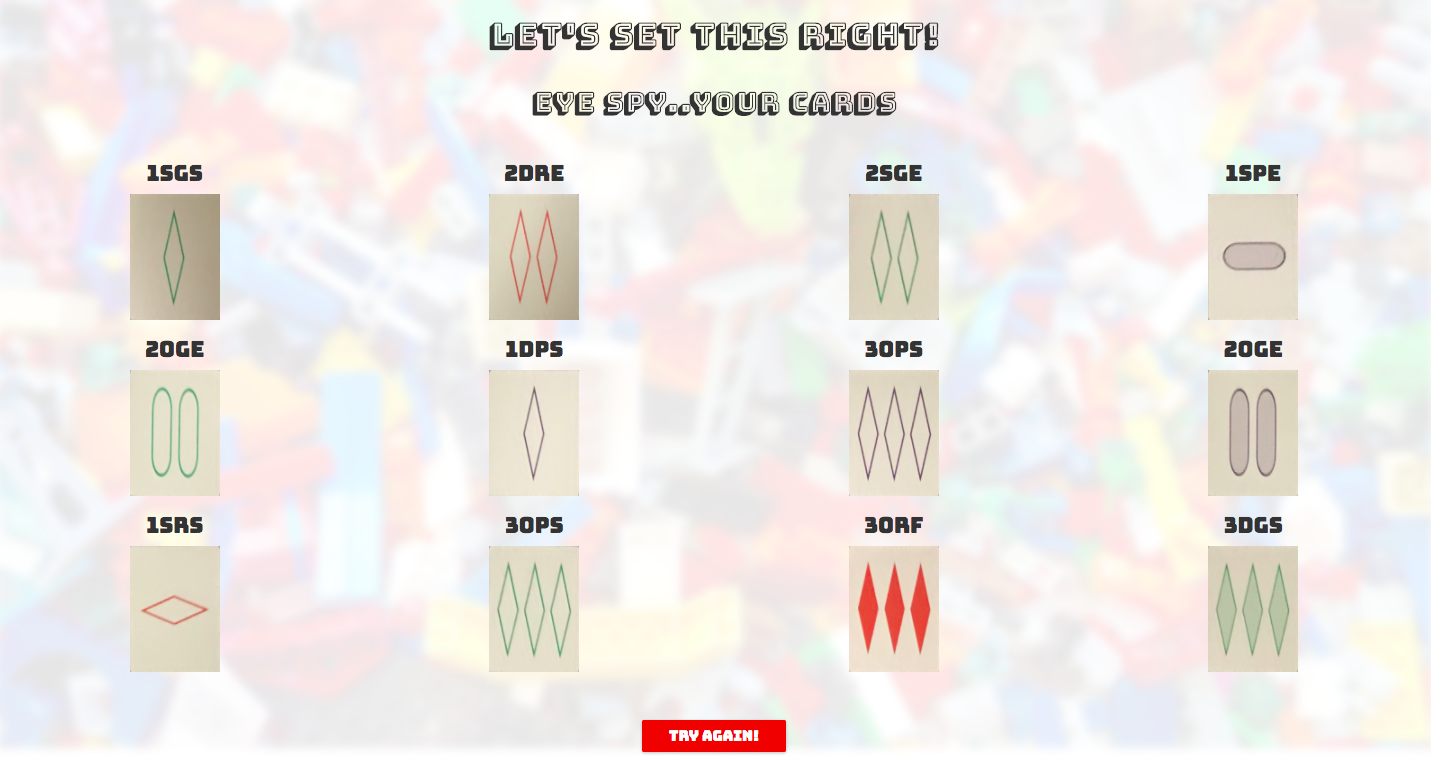 LET'S SET THIS RIGHT!
EYE SPY..YOUR CARDS
1SGS 2DRE 2SGE 1SPE
2OGE 1DPS 3OPS 2OGE
1SRS 3OPS 3ORF 3DGS
TRY AGAIN!